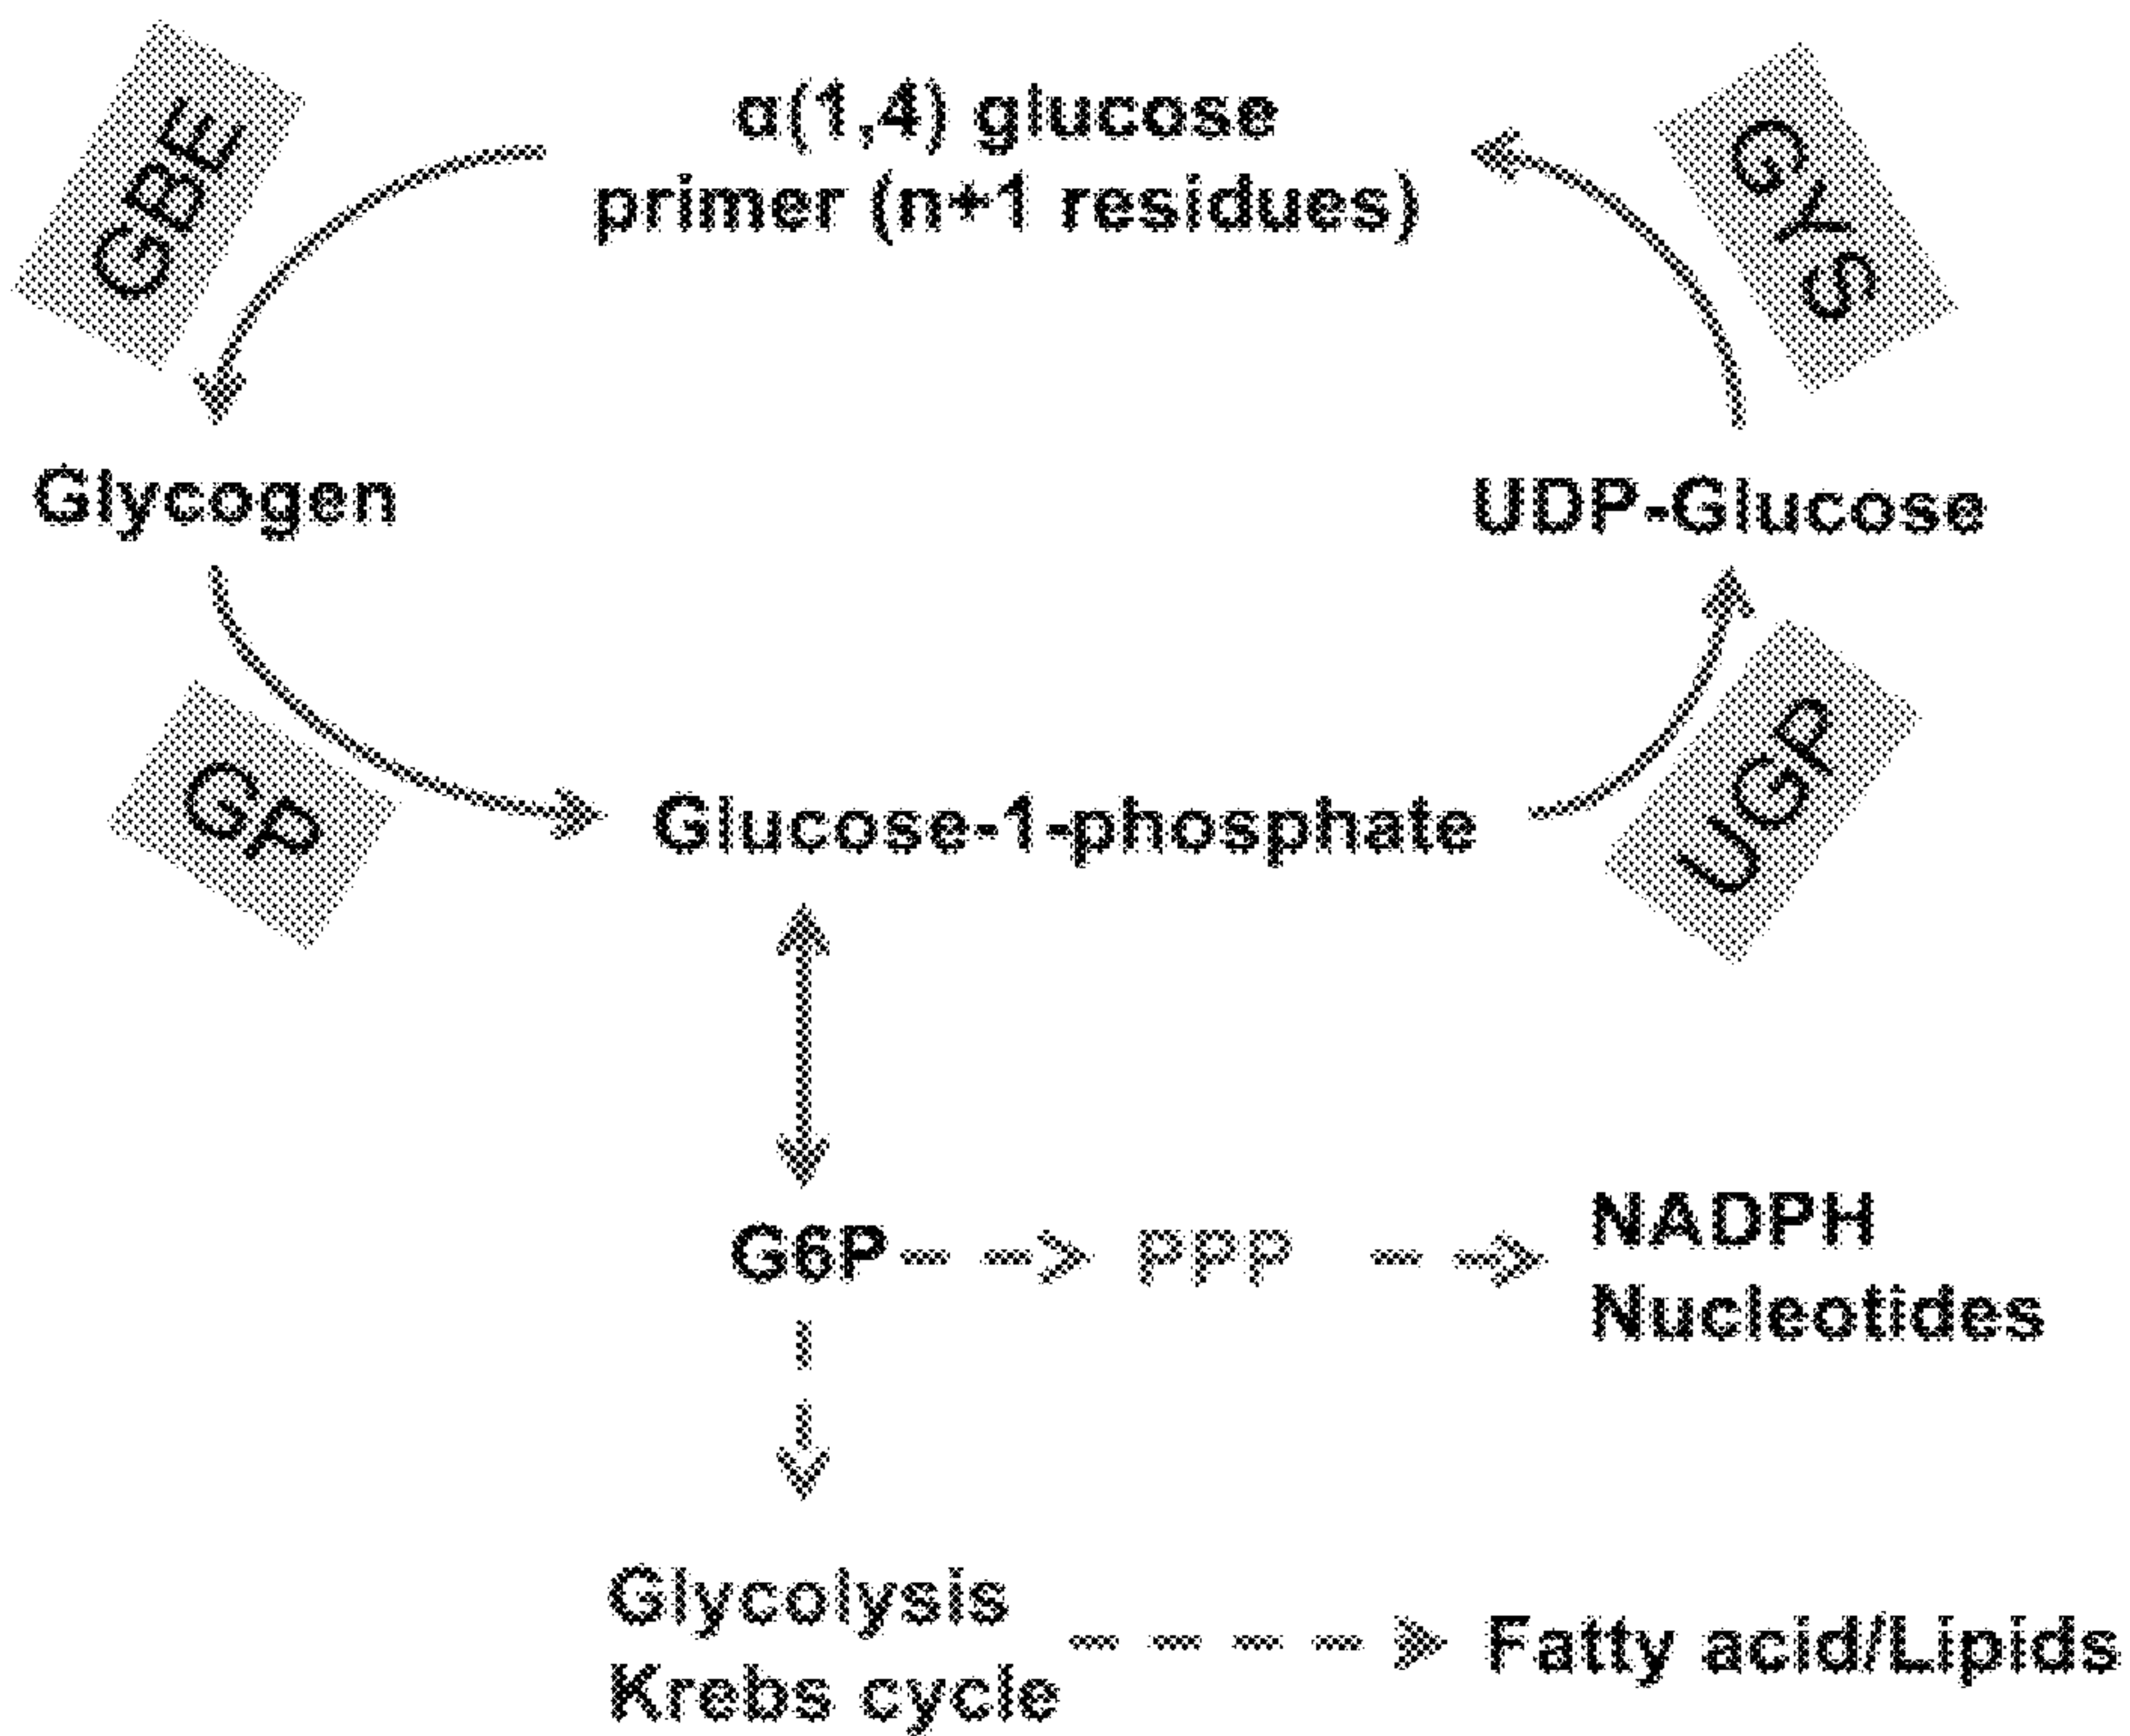 GBE
α(1,4) glucose
primer (n+1 residues)
GYS
Glycogen
UDP-Glucose
GP
Glucose-1-phosphate
UGP
G6P
PPP
NADPH
Nucleotides
Glycolysis
Krebs cycle
Fatty acid/Lipids